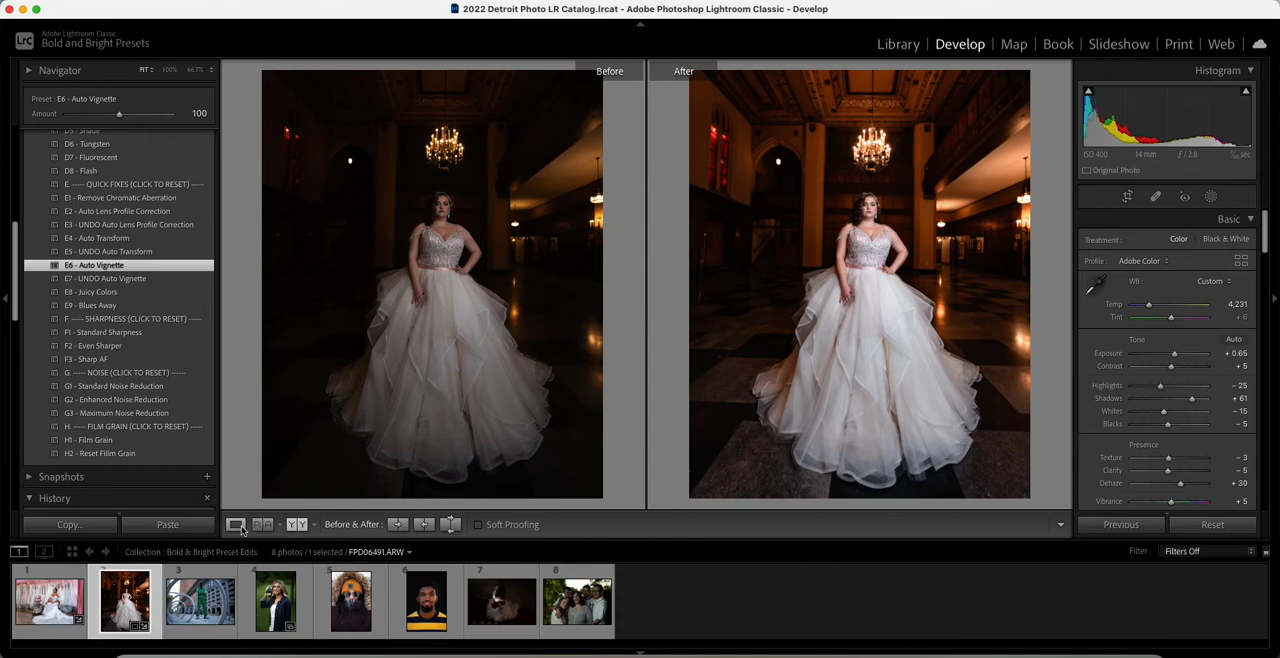 2022 Detroit Photo LR Catalog.lrcat - Adobe Photoshop Lightroom Classic - Develop
LrC
Adobe Lightroom Classic
Bold and Bright Presets
Library | Develop | Map | Book | Slideshow | Print | Web
Navigator FIT 100% 66.7%
Preset : E6 - Auto Vignette
Amount 100
D5 - Shade
D6 - Tungsten
D7 - Fluorescent
D8 - Flash
E. ----- QUICK FIXES (CLICK TO RESET) -----
E1 - Remove Chromatic Aberration
E2 - Auto Lens Profile Correction
E3 - UNDO Auto Lens Profile Correction
E4 - Auto Transform
E5 - UNDO Auto Transform
E6 - Auto Vignette
E7 - UNDO Auto Vignette
E8 - Juicy Colors
E9 - Blues Away
F. ----- SHARPNESS (CLICK TO RESET) -----
F1 - Standard Sharpness
F2 - Even Sharper
F3 - Sharp AF
G. ----- NOISE (CLICK TO RESET) ------
G1 - Standard Noise Reduction
G2 - Enhanced Noise Reduction
G3 - Maximum Noise Reduction
H. ----- FILM GRAIN (CLICK TO RESET) -----
H1 - Film Grain
H2 - Reset Fillm Grain
Snapshots +
History ×
Copy... Paste
Before After
R A Y Y Before & After : Soft Proofing
Histogram
ISO 400 14 mm ƒ / 2.8 sec
Original Photo
Basic
Treatment : Color Black & White
Profile : Adobe Color
WB : Custom
Temp 4,231
Tint + 6
Tone Auto
Exposure + 0.65
Contrast + 5
Highlights − 25
Shadows + 61
Whites − 15
Blacks − 5
Presence
Texture − 3
Clarity − 5
Dehaze + 30
Vibrance + 5
Previous Reset
1 2 Collection : Bold & Bright Preset Edits 8 photos / 1 selected / FPD06491.ARW Filter : Filters Off
1 2 3 4 5 6 7 8